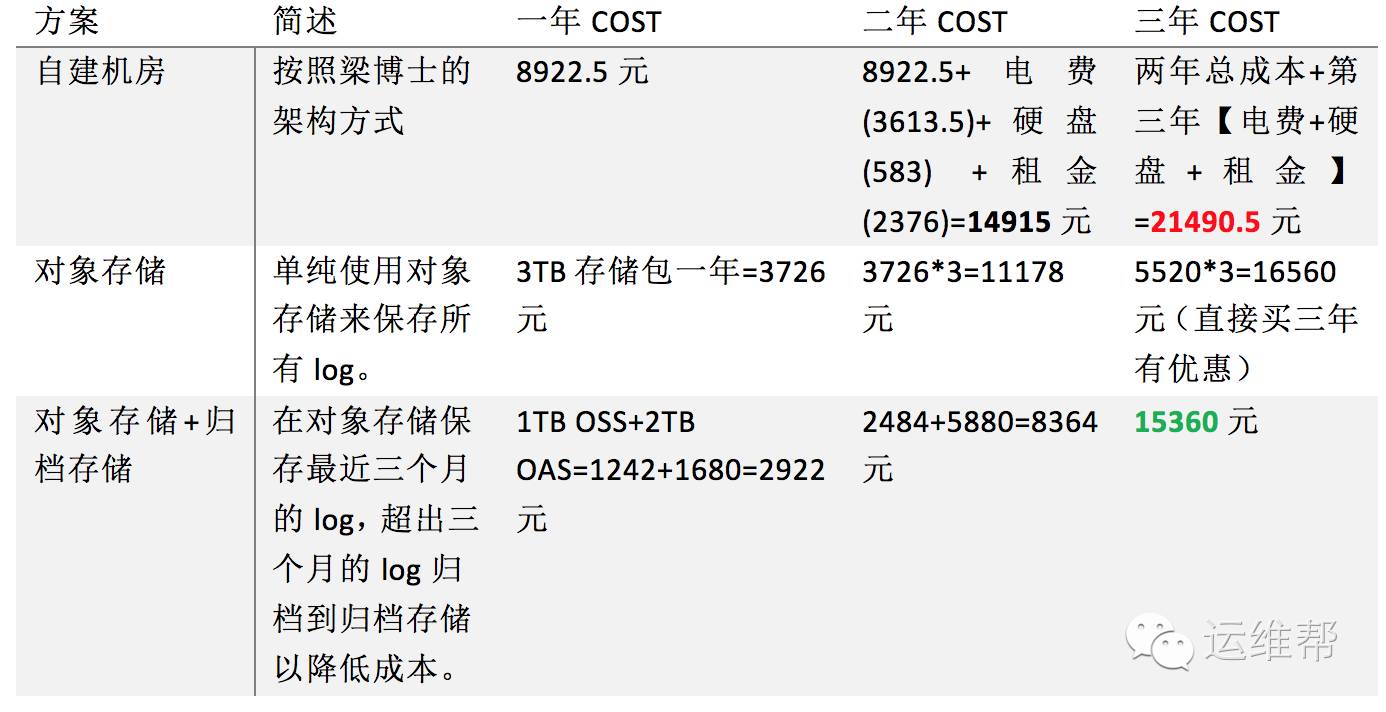 方案 简述 一年 COST 二年 COST 三年 COST
自建机房
按照梁博士的
架构方式
8922.5 元
8922.5+ 电费
(3613.5)+ 硬盘
(583) + 租金
(2376)=14915 元
两年总成本+第
三年【电费+硬
盘+租金】
=21490.5 元
对象存储
单纯使用对象
存储来保存所
有 log。
3TB 存储包一年=3726
元
3726*3=11178
元
5520*3=16560
元（直接买三年
有优惠）
对象存储+归
档存储
在对象存储保
存最近三个月
的 log，超出三
个月的 log 归
档到归档存储
以降低成本。
1TB OSS+2TB
OAS=1242+1680=2922
元
2484+5880=8364
元
15360 元
运维帮